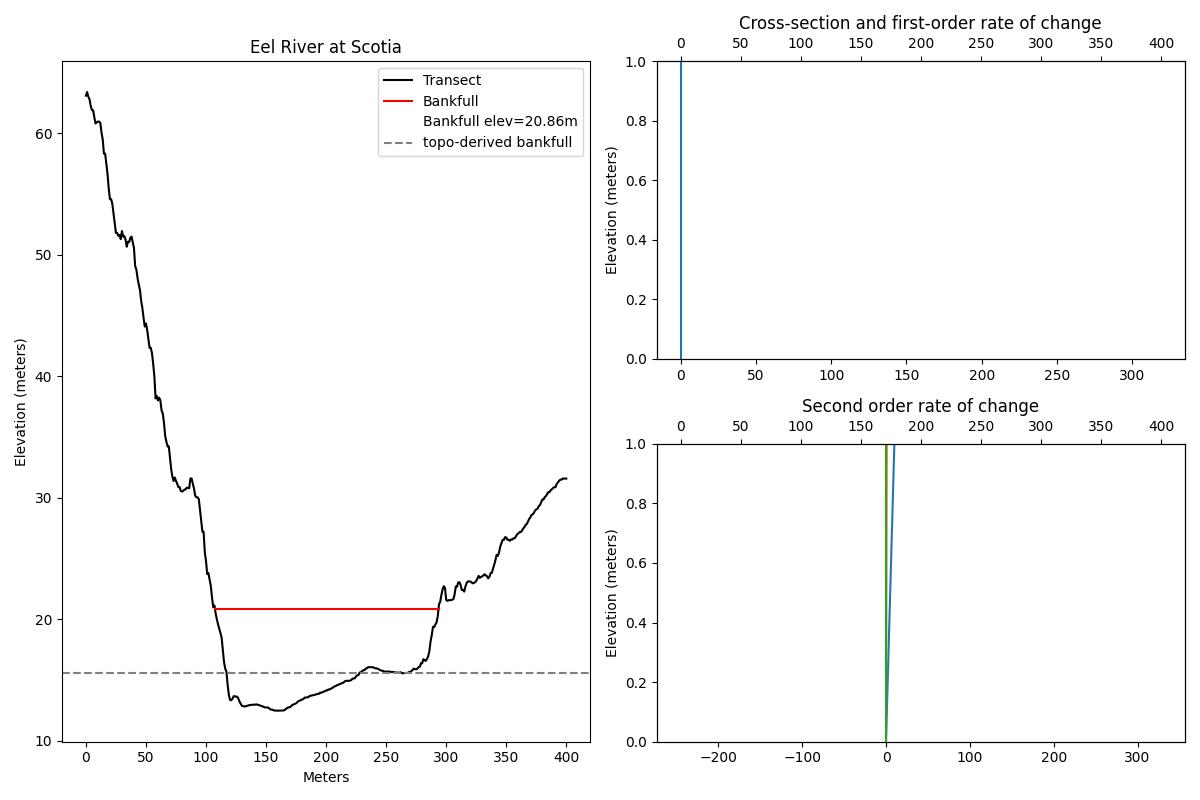 Eel River at Scotia
Transect
Bankfull
Bankfull elev=20.86m
topo-derived bankfull
60
50
40
30
20
10
Elevation (meters)
0 50 100 150 200 250 300 350 400
Meters
Cross-section and first-order rate of change
0 50 100 150 200 250 300 350 400
1.0
0.8
0.6
0.4
0.2
0.0
Elevation (meters)
0 50 100 150 200 250 300
Second order rate of change
0 50 100 150 200 250 300 350 400
1.0
0.8
0.6
0.4
0.2
0.0
Elevation (meters)
−200 −100 0 100 200 300